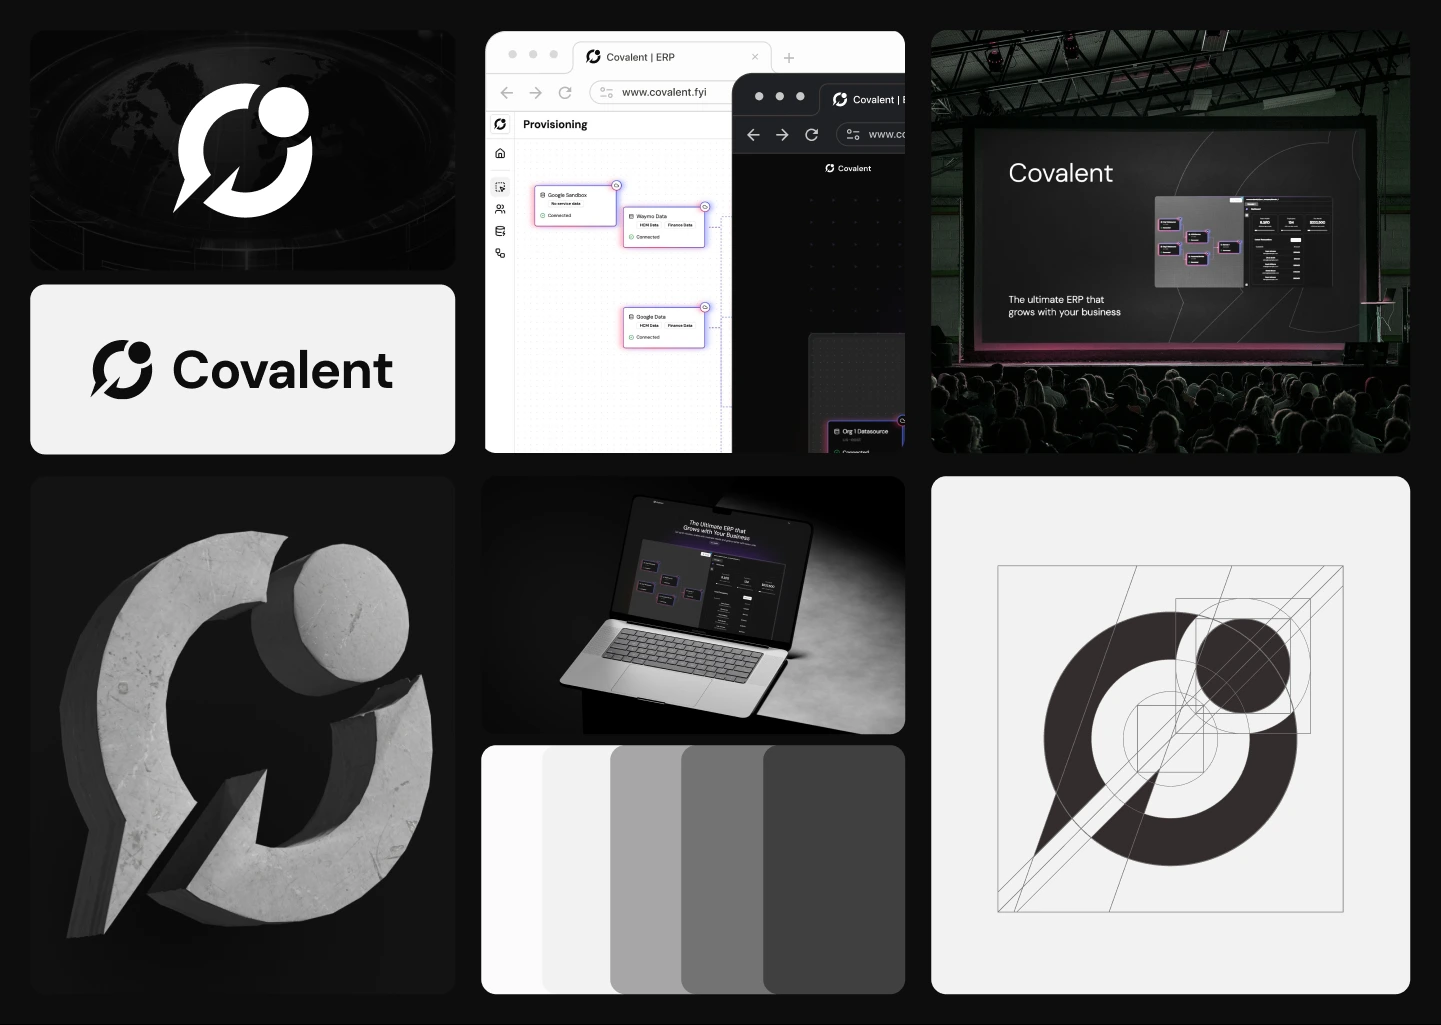 Covalent
Covalent | ERP
www.covalent.fyi
Provisioning
Google Sandbox
No service data
Connected
Waymo Data
HCM Data Finance Data
Connected
Google Data
HCM Data Finance Data
Connected
Covalent |
www.co
Covalent
Org 1 Datasource
Connected
Covalent
The ultimate ERP that
grows with your business
The Ultimate ERP that
Grows with Your Business